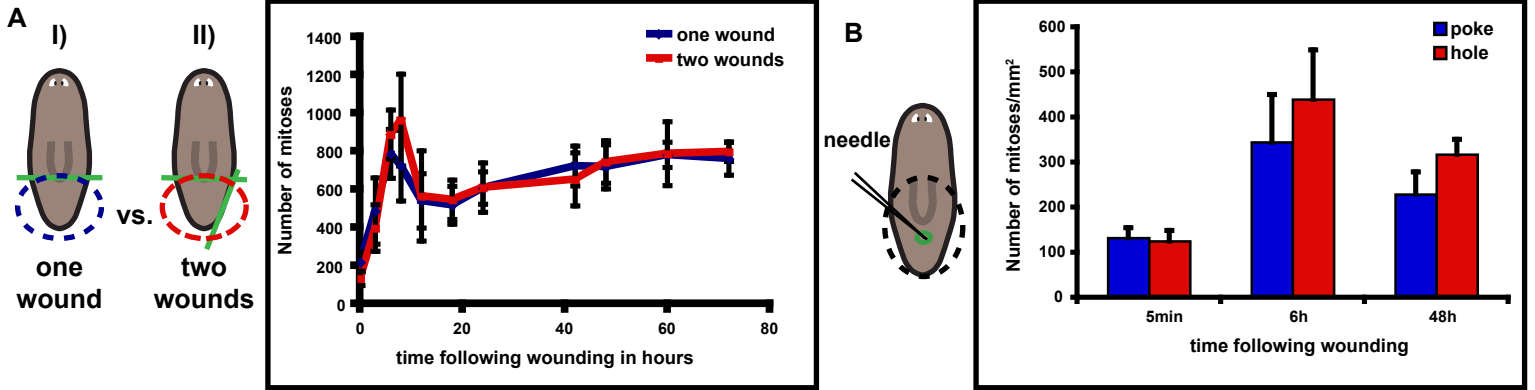 A
I)
II)
vs.
one
wound
two
wounds
Number of mitoses
1400
1200
1000
800
600
400
200
0
0
20
40
60
80
time following wounding in hours
one wound
two wounds
B
needle
Number of mitoses/mm²
600
500
400
300
200
100
0
5min
6h
48h
time following wounding
poke
hole